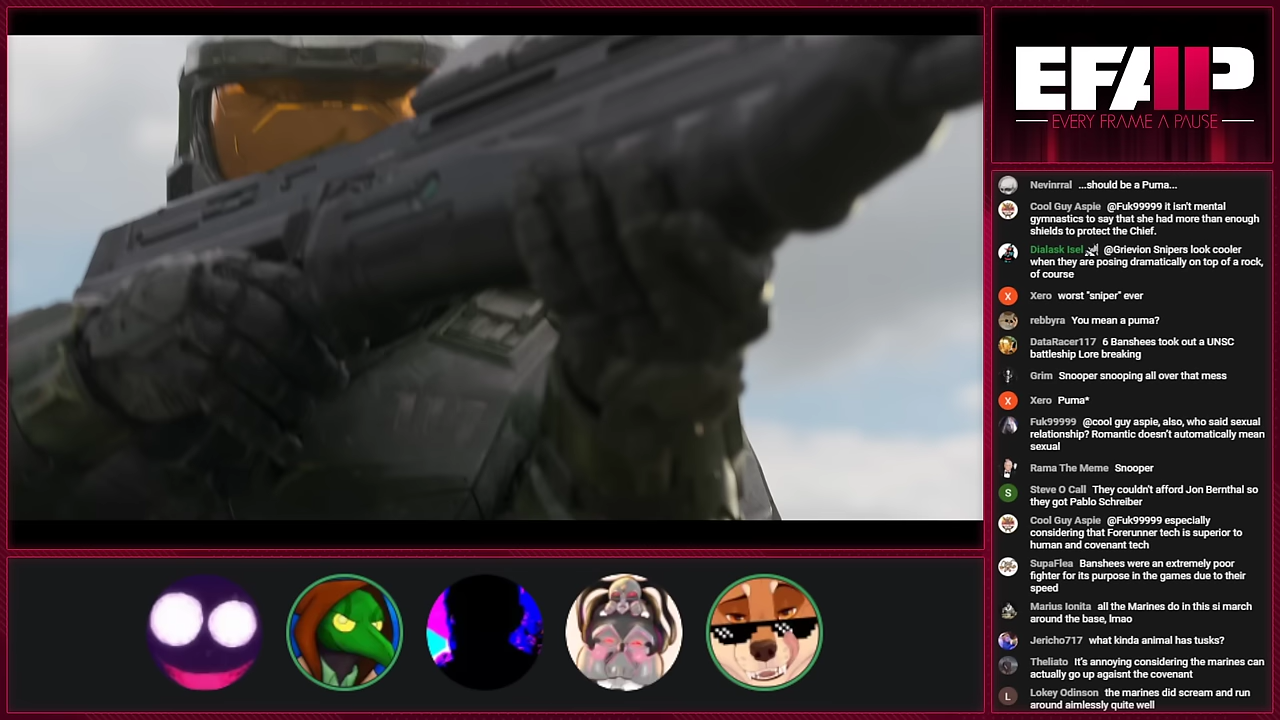 EFAP
EVERY FRAME A PAUSE
Nevinrral ...should be a Puma...
Cool Guy Aspie @Fuk99999 it isn't mental
gymnastics to say that she had more than enough
shields to protect the Chief.
Dialask Isel @Grievion Snipers look cooler
when they are posing dramatically on top of a rock,
of course
X
Xero worst "sniper" ever
rebbyra You mean a puma?
DataRacer117 6 Banshees took out a UNSC
battleship Lore breaking
Grim Snooper snooping all over that mess
X
Xero Puma*
Fuk99999 @cool guy aspie, also, who said sexual
relationship? Romantic doesn't automatically mean
sexual
Rama The Meme Snooper
S
Steve O Call They couldn't afford Jon Bernthal so
they got Pablo Schreiber
Cool Guy Aspie @Fuk99999 especially
considering that Forerunner tech is superior to
human and covenant tech
SupaFlea Banshees were an extremely poor
fighter for its purpose in the games due to their
speed
Marius Ionita all the Marines do in this si march
around the base, lmao
Jericho717 what kinda animal has tusks?
Theliato It's annoying considering the marines can
actually go up agaisnt the covenant
L
Lokey Odinson the marines did scream and run
around aimlessly quite well